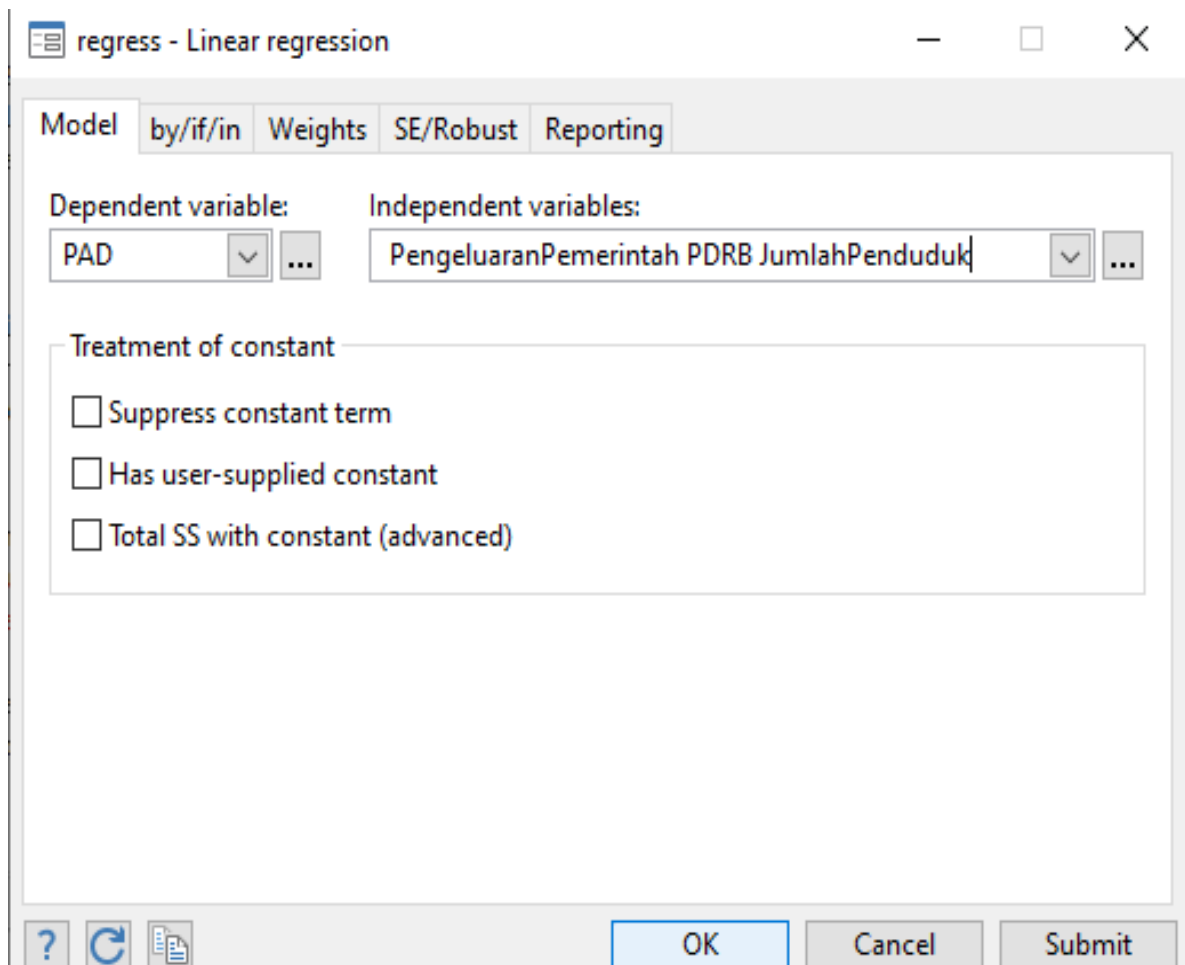 regress - Linear regression
Model by/if/in Weights SE/Robust Reporting
Dependent variable: Independent variables:
PAD ... PengeluaranPemerintah PDRB JumlahPenduduk ...
Treatment of constant
Suppress constant term
Has user-supplied constant
Total SS with constant (advanced)
? OK Cancel Submit